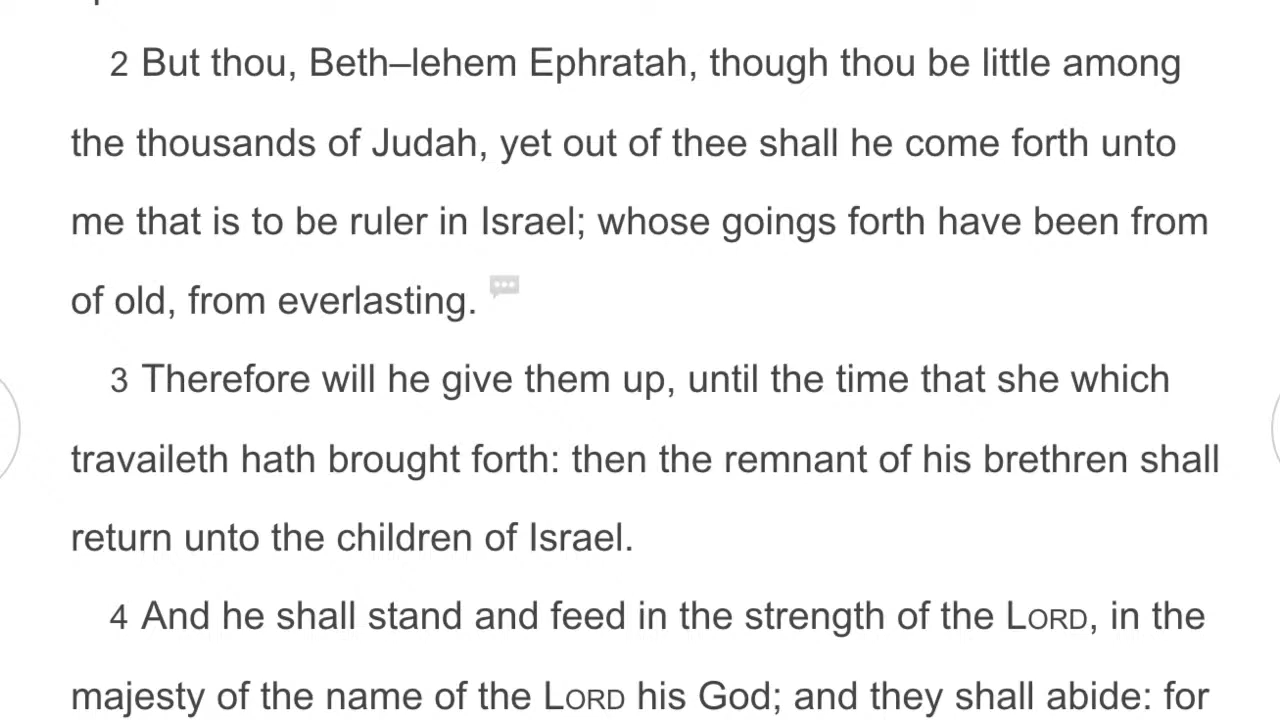 2 But thou, Beth–lehem Ephratah, though thou be little among
the thousands of Judah, yet out of thee shall he come forth unto
me that is to be ruler in Israel; whose goings forth have been from
of old, from everlasting.
3 Therefore will he give them up, until the time that she which
travaileth hath brought forth: then the remnant of his brethren shall
return unto the children of Israel.
4 And he shall stand and feed in the strength of the LORD, in the
majesty of the name of the LORD his God; and they shall abide: for